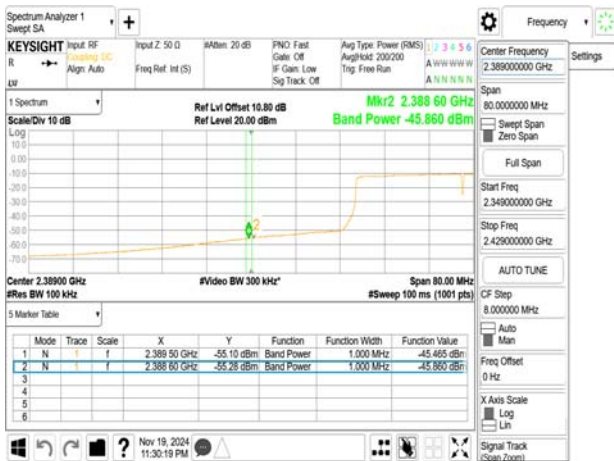 Spectrum Analyzer 1
Swept SA
Frequency
KEYSIGHT
Input: RF
Coupling: DC
Align: Auto
Input Z: 50 Ω
Freq Ref: Int (S)
#Atten: 20 dB
PNO: Fast
Gate: Off
IF Gain: Low
Sig Track: Off
Avg Type: Power (RMS)
Avg|Hold: 200/200
Trig: Free Run
1 2 3 4 5 6
A W W W W W
A N N N N N
R
1 Spectrum
Scale/Div 10 dB
Ref Lvl Offset 10.80 dB
Ref Level 20.00 dBm
Mkr2 2.388 60 GHz
Band Power -45.860 dBm
Log
10.0
0.00
-10.0
-20.0
-30.0
-40.0
-50.0
-60.0
-70.0
2
Center 2.38900 GHz
#Res BW 100 kHz
#Video BW 300 kHz*
Span 80.00 MHz
#Sweep 100 ms (1001 pts)
5 Marker Table
Mode Trace Scale X Y Function Function Width Function Value
1 N 1 f 2.389 50 GHz -55.10 dBm Band Power 1.000 MHz -45.465 dBm
2 N 1 f 2.388 60 GHz -55.28 dBm Band Power 1.000 MHz -45.860 dBm
3
4
5
6
Nov 19, 2024
11:30:19 PM
Center Frequency
2.389000000 GHz
Settings
Span
80.0000000 MHz
Swept Span
Zero Span
Full Span
Start Freq
2.349000000 GHz
Stop Freq
2.429000000 GHz
AUTO TUNE
CF Step
8.000000 MHz
Auto
Man
Freq Offset
0 Hz
X Axis Scale
Log
Lin
Signal Track
(Span Zoom)